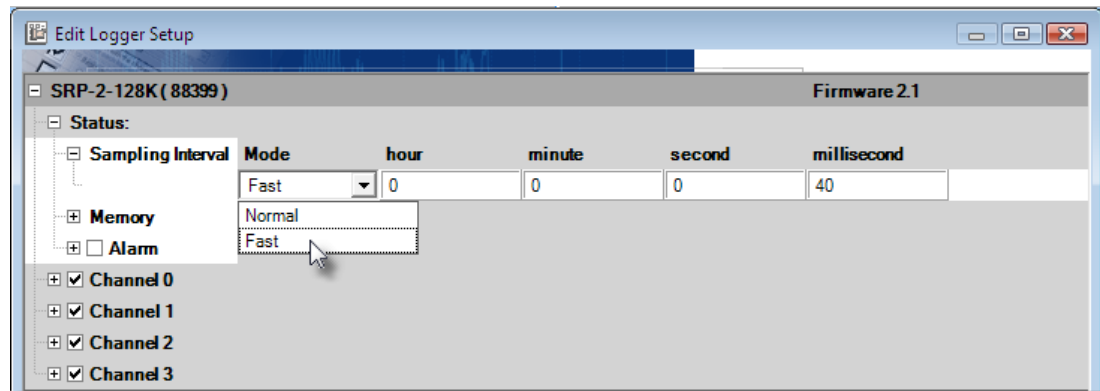 Edit Logger Setup
SRP-2-128K ( 88399 ) Firmware 2.1
Status:
Sampling Interval Mode hour minute second millisecond
Fast 0 0 0 40
Memory Normal
Alarm Fast
Channel 0
Channel 1
Channel 2
Channel 3